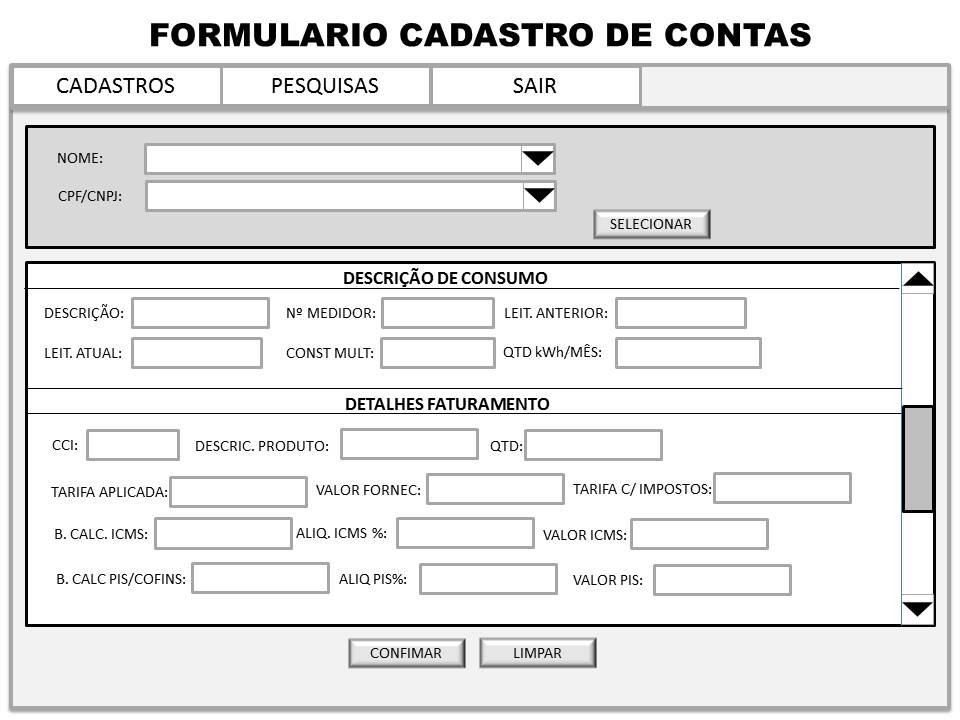 FORMULARIO CADASTRO DE CONTAS
CADASTROS PESQUISAS SAIR
NOME:
CPF/CNPJ:
SELECIONAR
DESCRIÇÃO DE CONSUMO
DESCRIÇÃO: Nº MEDIDOR: LEIT. ANTERIOR:
LEIT. ATUAL: CONST MULT: QTD kWh/MÊS:
DETALHES FATURAMENTO
CCI: DESCRIC. PRODUTO: QTD:
TARIFA APLICADA: VALOR FORNEC: TARIFA C/ IMPOSTOS:
B. CALC. ICMS: ALIQ. ICMS %: VALOR ICMS:
B. CALC PIS/COFINS: ALIQ PIS%: VALOR PIS:
CONFIMAR LIMPAR